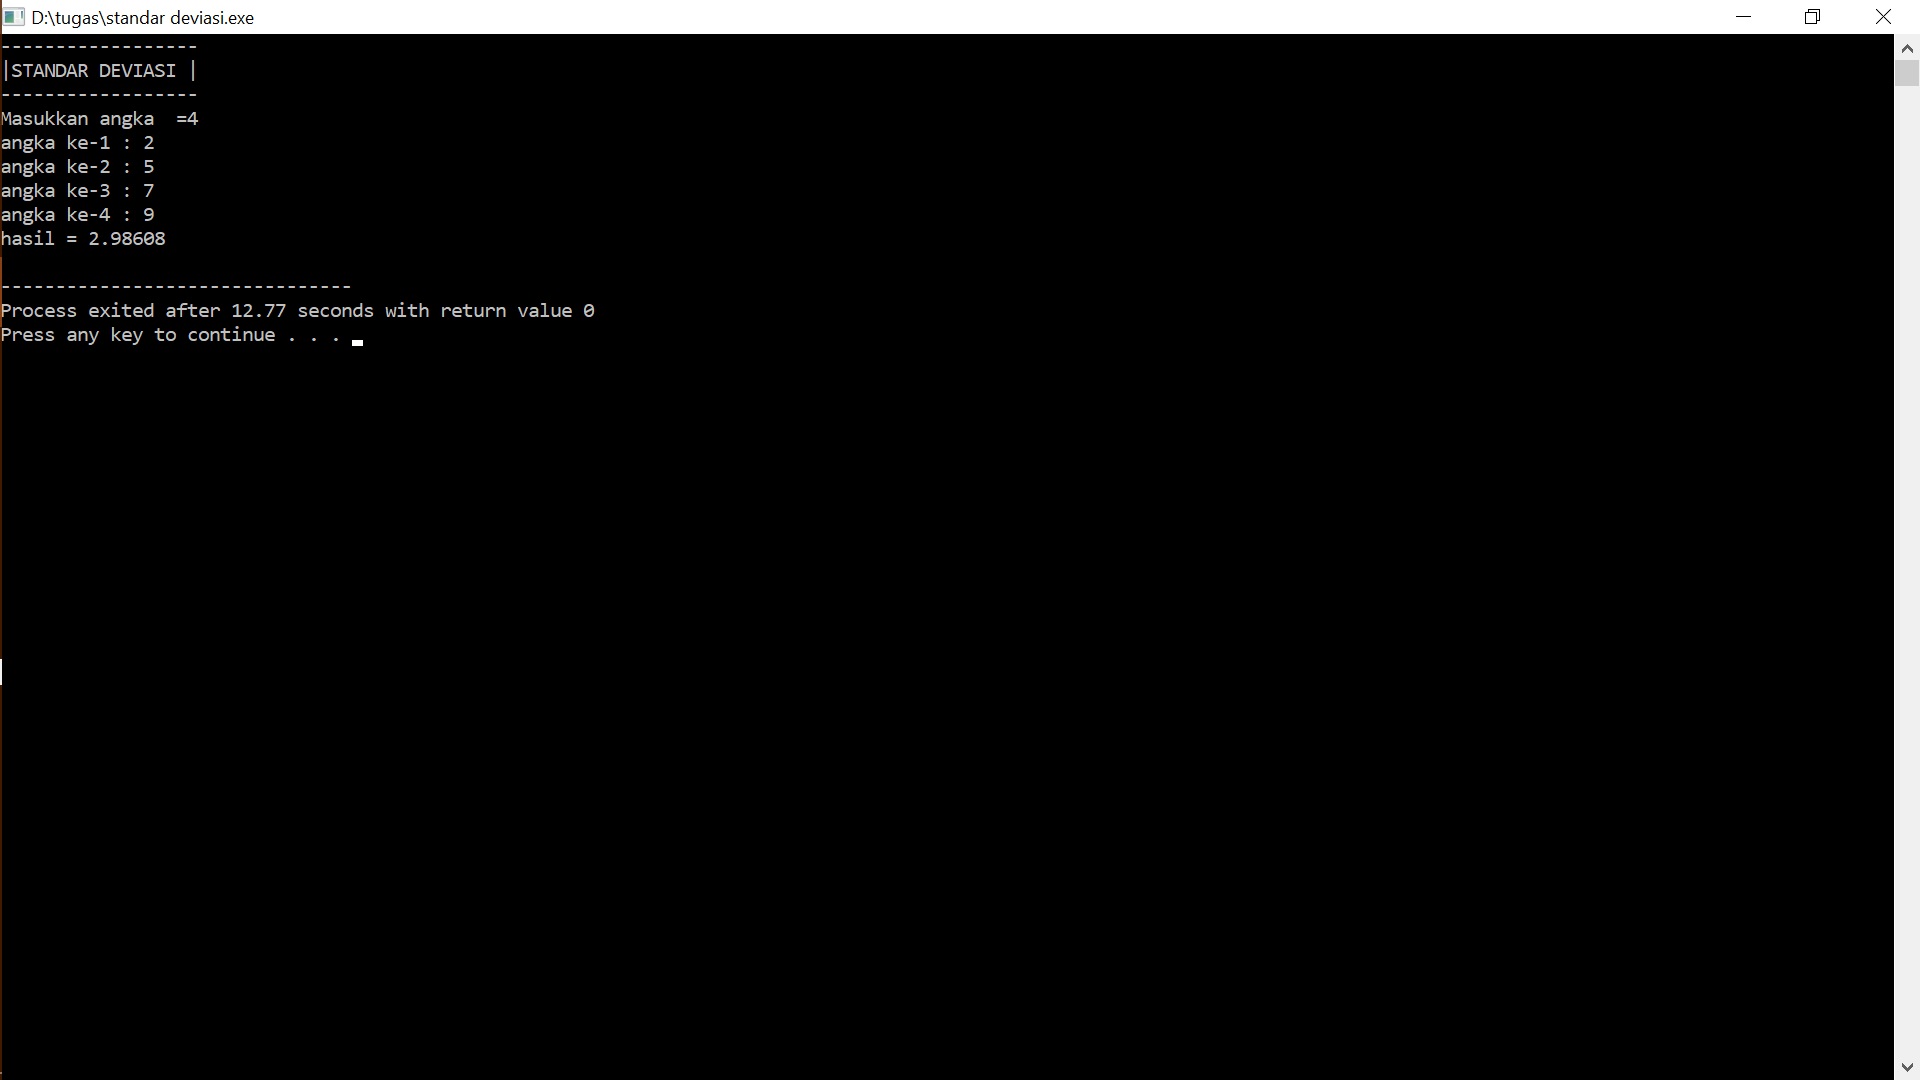 D:\tugas\standar deviasi.exe
------------------
|STANDAR DEVIASI |
------------------
Masukkan angka  =4
angka ke-1 : 2
angka ke-2 : 5
angka ke-3 : 7
angka ke-4 : 9
hasil = 2.98608
--------------------------------
Process exited after 12.77 seconds with return value 0
Press any key to continue . . .